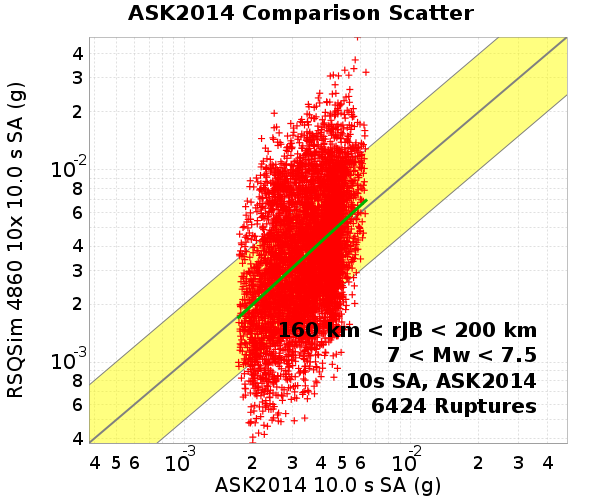 ASK2014 Comparison Scatter
RSQSim 4860 10x 10.0 s SA (g)
4
3
2
10-2
8
6
4
3
2
10-3
8
6
4
160 km < rJB < 200 km
7 < Mw < 7.5
10s SA, ASK2014
6424 Ruptures
4 5 6 10-3 2 3 4 5 6 10-2 2 3 4
ASK2014 10.0 s SA (g)